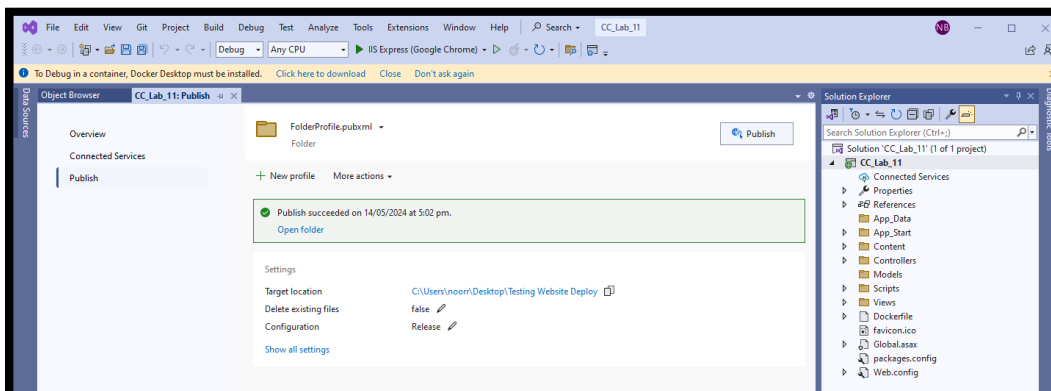 File Edit View Git Project Build Debug Test Analyze Tools Extensions Window Help Search CC_Lab_11 NB
Debug Any CPU IIS Express (Google Chrome)
To Debug in a container, Docker Desktop must be installed. Click here to download Close Don't ask again
Data Sources
Object Browser CC_Lab_11: Publish
Overview
Connected Services
Publish
FolderProfile.pubxml
Folder
Publish
New profile More actions
Publish succeeded on 14/05/2024 at 5:02 pm.
Open folder
Settings
Target location C:\Users\noorr\Desktop\Testing Website Deploy
Delete existing files false
Configuration Release
Show all settings
Solution Explorer
Search Solution Explorer (Ctrl+;)
Solution 'CC_Lab_11' (1 of 1 project)
CC_Lab_11
Connected Services
Properties
References
App_Data
App_Start
Content
Controllers
Models
Scripts
Views
Dockerfile
favicon.ico
Global.asax
packages.config
Web.config
Diagnostic Tools